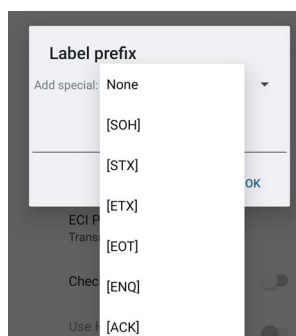 Label prefix
Add special: None
[SOH]
[STX]
[ETX]
OK
ECI P
Trans
[EOT]
Chec
[ENQ]
Use
[ACK]